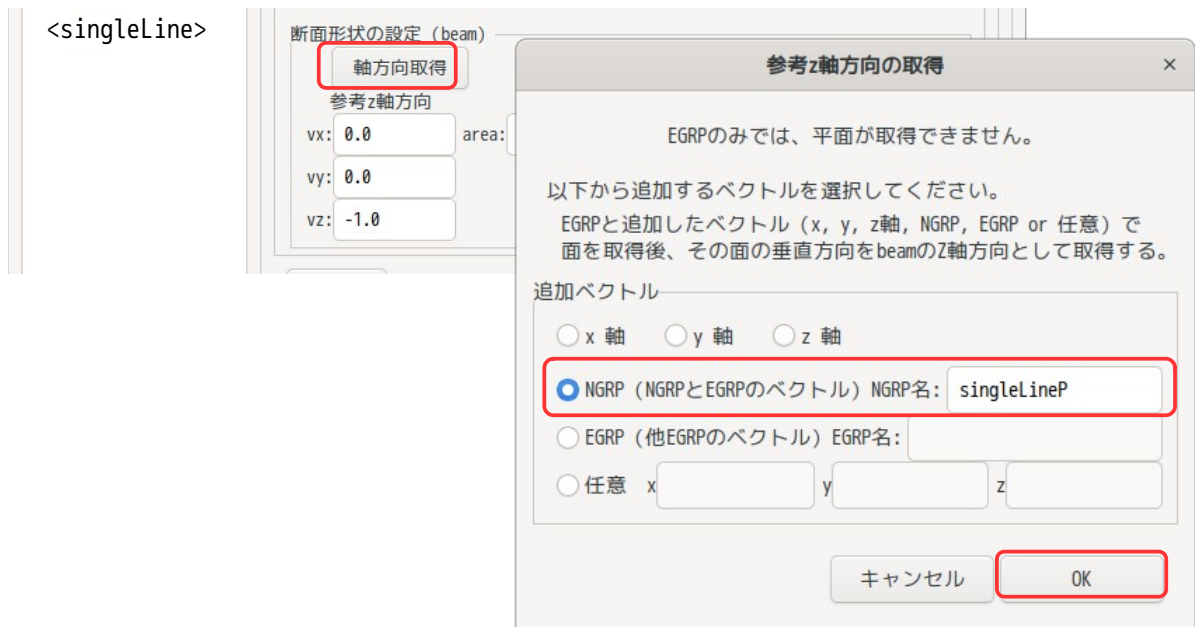 <singleLine>
断面形状の設定 (beam)
軸方向取得
参考z軸方向
vx: 0.0 area:
vy: 0.0
vz: -1.0
参考z軸方向の取得 ×
EGRPのみでは、平面が取得できません。
以下から追加するベクトルを選択してください。
EGRPと追加したベクトル (x, y, z軸, NGRP, EGRP or 任意) で
面を取得後、その面の垂直方向をbeamのZ軸方向として取得する。
追加ベクトル
x 軸 y 軸 z 軸
NGRP (NGRPとEGRPのベクトル) NGRP名: singleLineP
EGRP (他EGRPのベクトル) EGRP名:
任意 x y z
キャンセル OK